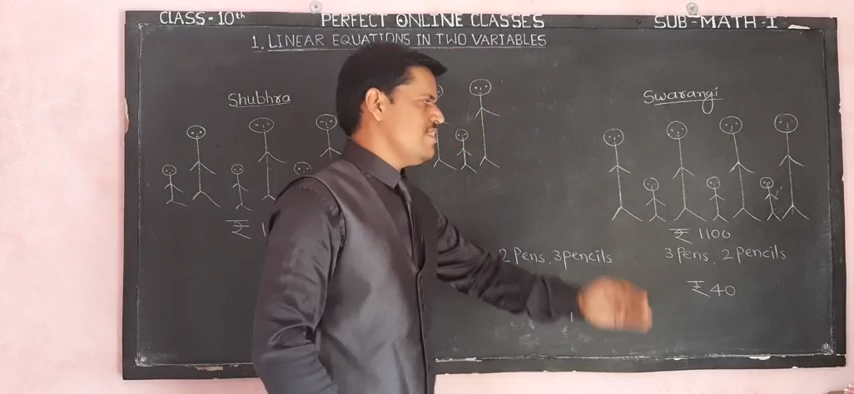 CLASS - 10th PERFECT ONLINE CLASSES SUB - MATH - I
1. LINEAR EQUATIONS IN TWO VARIABLES
Shubhra Swarangi
₹ ₹ 1100
2 Pens, 3 pencils 3 Pens, 2 Pencils
₹ 40